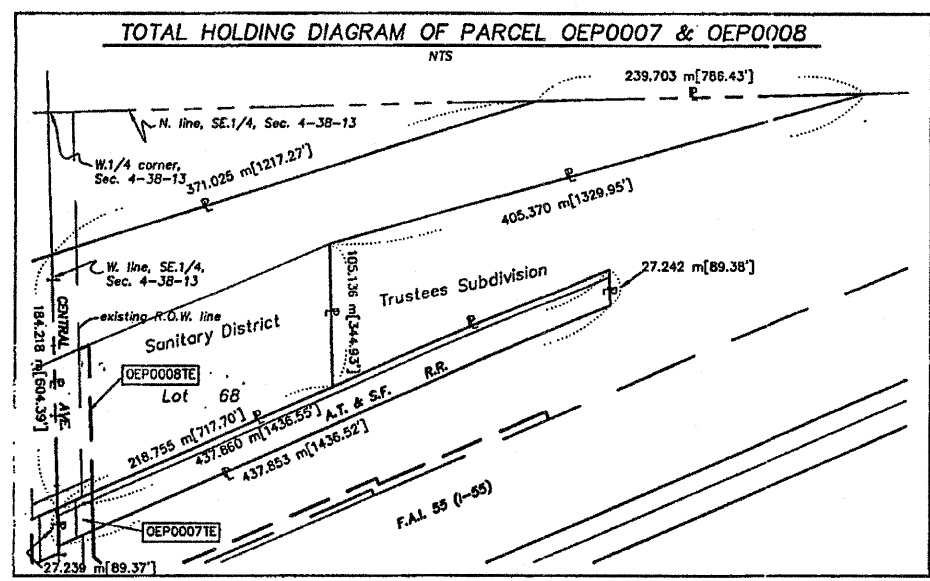 TOTAL HOLDING DIAGRAM OF PARCEL OEP0007 & OEP0008
NTS
239.703 m[786.43']
N. line, SE.1/4, Sec. 4-38-13
W.1/4 corner,
Sec. 4-38-13
371.025 m[1217.27']
405.370 m[1329.95']
W. line, SE.1/4,
Sec. 4-38-13
105.136 m[344.93']
Trustees Subdivision
27.242 m[89.38']
CENTRAL AVE
184.218 m[604.39']
existing R.O.W. line
Sanitary District
OEP0008TE
Lot 68
A.T. & S.F. R.R.
218.755 m[717.70']
437.860 m[1436.55']
437.853 m[1436.52']
F.A.I. 55 (I-55)
OEP0007TE
27.239 m[89.37']